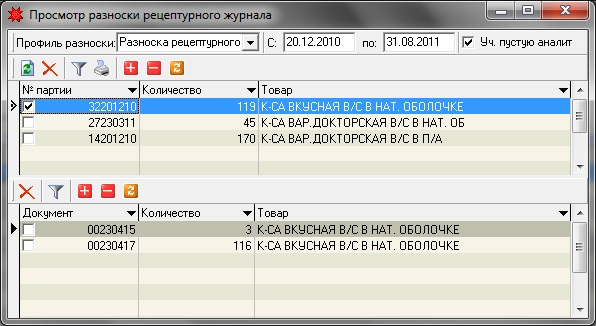 Просмотр разноски рецептурного журнала
Профиль разноски: Разноска рецептурного С: 20.12.2010 по: 31.08.2011 Уч. пустую аналит
№ партии Количество Товар
32201210 119 К-СА ВКУСНАЯ В/С В НАТ. ОБОЛОЧКЕ
27230311 45 К-СА ВАР.ДОКТОРСКАЯ В/С В НАТ. ОБ
14201210 170 К-СА ВАР.ДОКТОРСКАЯ В/С В П/А
Документ Количество Товар
00230415 3 К-СА ВКУСНАЯ В/С В НАТ. ОБОЛОЧКЕ
00230417 116 К-СА ВКУСНАЯ В/С В НАТ. ОБОЛОЧКЕ